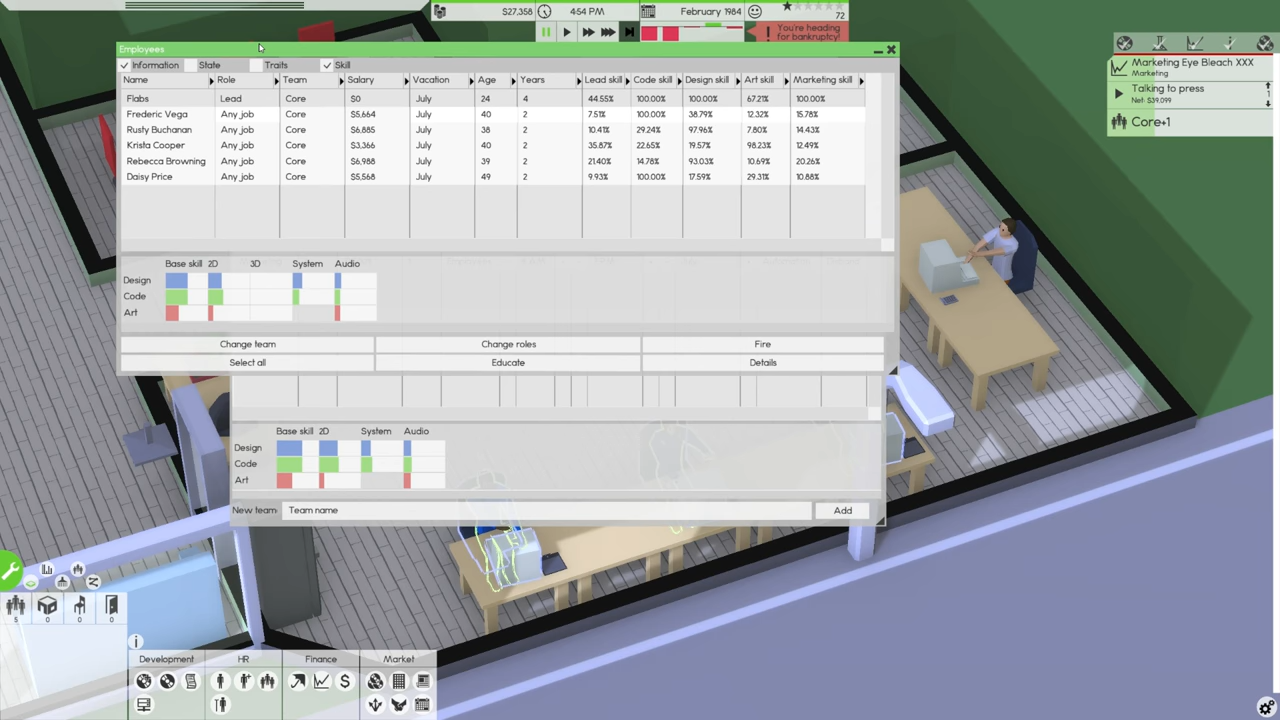 $27,358 4:54 PM February 1984 72
You're heading
for bankruptcy!
Employees
Information State Traits Skill
Name Role Team Salary Vacation Age Years Lead skill Code skill Design skill Art skill Marketing skill
Flabs Lead Core $0 July 24 4 44.55% 100.00% 100.00% 67.21% 100.00%
Frederic Vega Any job Core $5,664 July 40 2 7.51% 100.00% 38.79% 12.32% 15.78%
Rusty Buchanan Any job Core $6,885 July 38 2 10.41% 29.24% 97.96% 7.80% 14.43%
Krista Cooper Any job Core $3,366 July 40 2 35.87% 22.65% 19.57% 98.23% 12.49%
Rebecca Browning Any job Core $6,988 July 39 2 21.40% 14.78% 93.03% 10.69% 20.26%
Daisy Price Any job Core $5,568 July 49 2 9.93% 100.00% 17.59% 29.31% 10.88%
Base skill 2D 3D System Audio
Design
Code
Art
Change team Change roles Fire
Select all Educate Details
Base skill 2D System Audio
Design
Code
Art
New team Team name Add
Marketing Eye Bleach XXX
Marketing
Talking to press
Net: $39,099
1
Core+1
5 0 0 0
Development HR Finance Market